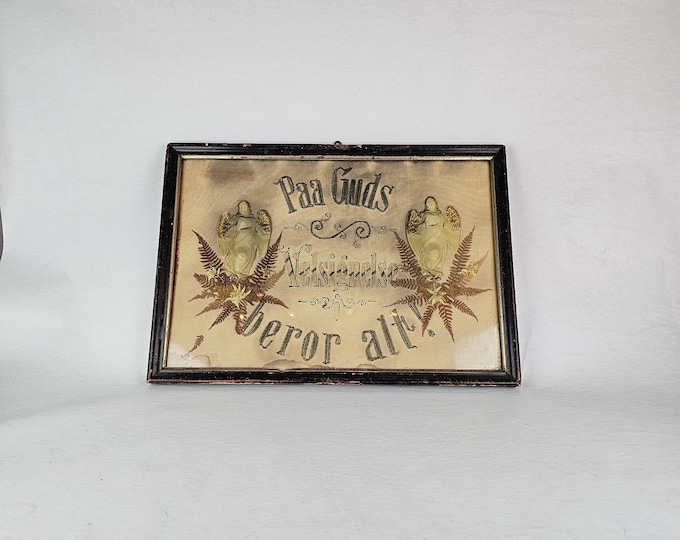 Paa Guds
Velsignelse
beror alt!